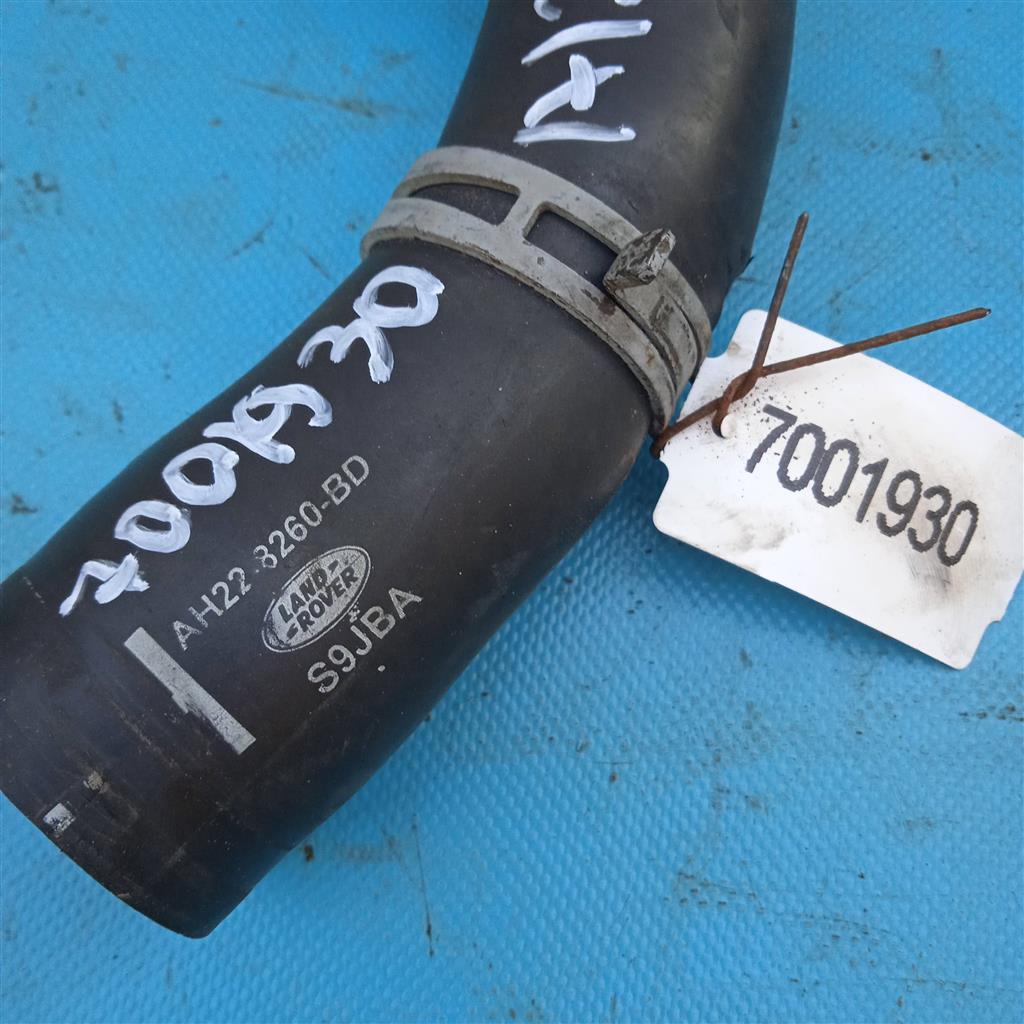 7001930
AH22-8260-BD
LAND-
-ROVER
S9JBA
7001930